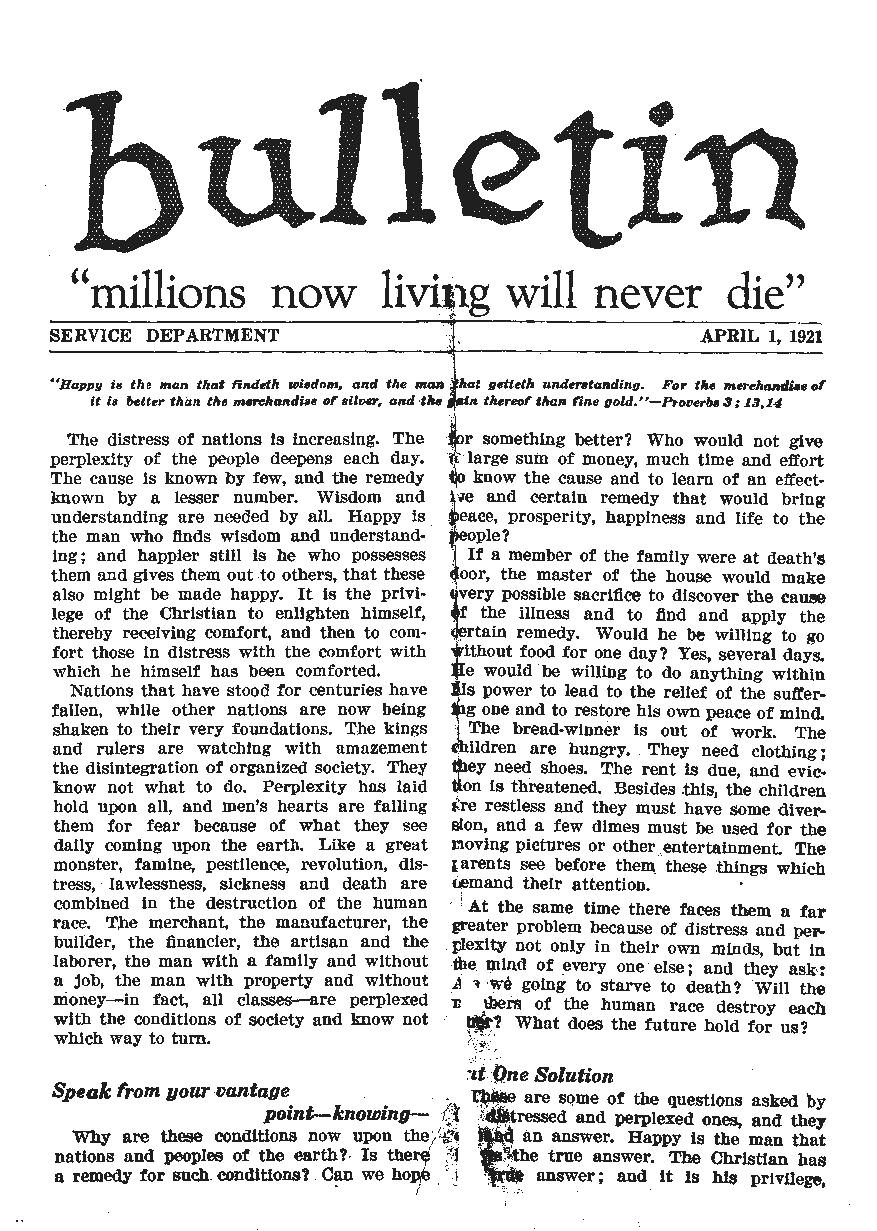 bulletin
“millions now living will never die”
SERVICE DEPARTMENT APRIL 1, 1921
“Happy is the man that findeth wisdom, and the man that getteth understanding. For the merchandise of
it is better than the merchandise of silver, and the gain thereof than fine gold.”—Proverbs 3; 13,14
The distress of nations is increasing. The
perplexity of the people deepens each day.
The cause is known by few, and the remedy
known by a lesser number. Wisdom and
understanding are needed by all. Happy is
the man who finds wisdom and understand-
ing; and happier still is he who possesses
them and gives them out to others, that these
also might be made happy. It is the privi-
lege of the Christian to enlighten himself,
thereby receiving comfort, and then to com-
fort those in distress with the comfort with
which he himself has been comforted.
Nations that have stood for centuries have
fallen, while other nations are now being
shaken to their very foundations. The kings
and rulers are watching with amazement
the disintegration of organized society. They
know not what to do. Perplexity has laid
hold upon all, and men's hearts are falling
them for fear because of what they see
daily coming upon the earth. Like a great
monster, famine, pestilence, revolution, dis-
tress, lawlessness, sickness and death are
combined in the destruction of the human
race. The merchant, the manufacturer, the
builder, the financier, the artisan and the
laborer, the man with a family and without
a job, the man with property and without
money—in fact, all classes—are perplexed
with the conditions of society and know not
which way to turn.
Speak from your vantage
point—knowing—
Why are these conditions now upon the
nations and peoples of the earth? Is there
a remedy for such conditions? Can we hope
for something better? Who would not give
a large sum of money, much time and effort
to know the cause and to learn of an effect-
ive and certain remedy that would bring
peace, prosperity, happiness and life to the
people?
If a member of the family were at death's
door, the master of the house would make
every possible sacrifice to discover the cause
of the illness and to find and apply the
certain remedy. Would he be willing to go
without food for one day? Yes, several days.
He would be willing to do anything within
his power to lead to the relief of the suffer-
ing one and to restore his own peace of mind.
The bread-winner is out of work. The
children are hungry. They need clothing;
they need shoes. The rent is due, and evic-
tion is threatened. Besides this, the children
are restless and they must have some diver-
sion, and a few dimes must be used for the
moving pictures or other entertainment. The
parents see before them these things which
demand their attention.
At the same time there faces them a far
greater problem because of distress and per-
plexity not only in their own minds, but in
the mind of every one else; and they ask:
we going to starve to death? Will the
of the human race destroy each
What does the future hold for us?
One Solution
These are some of the questions asked by
distressed and perplexed ones, and they
an answer. Happy is the man that
the true answer. The Christian has
true answer; and it is his privilege,